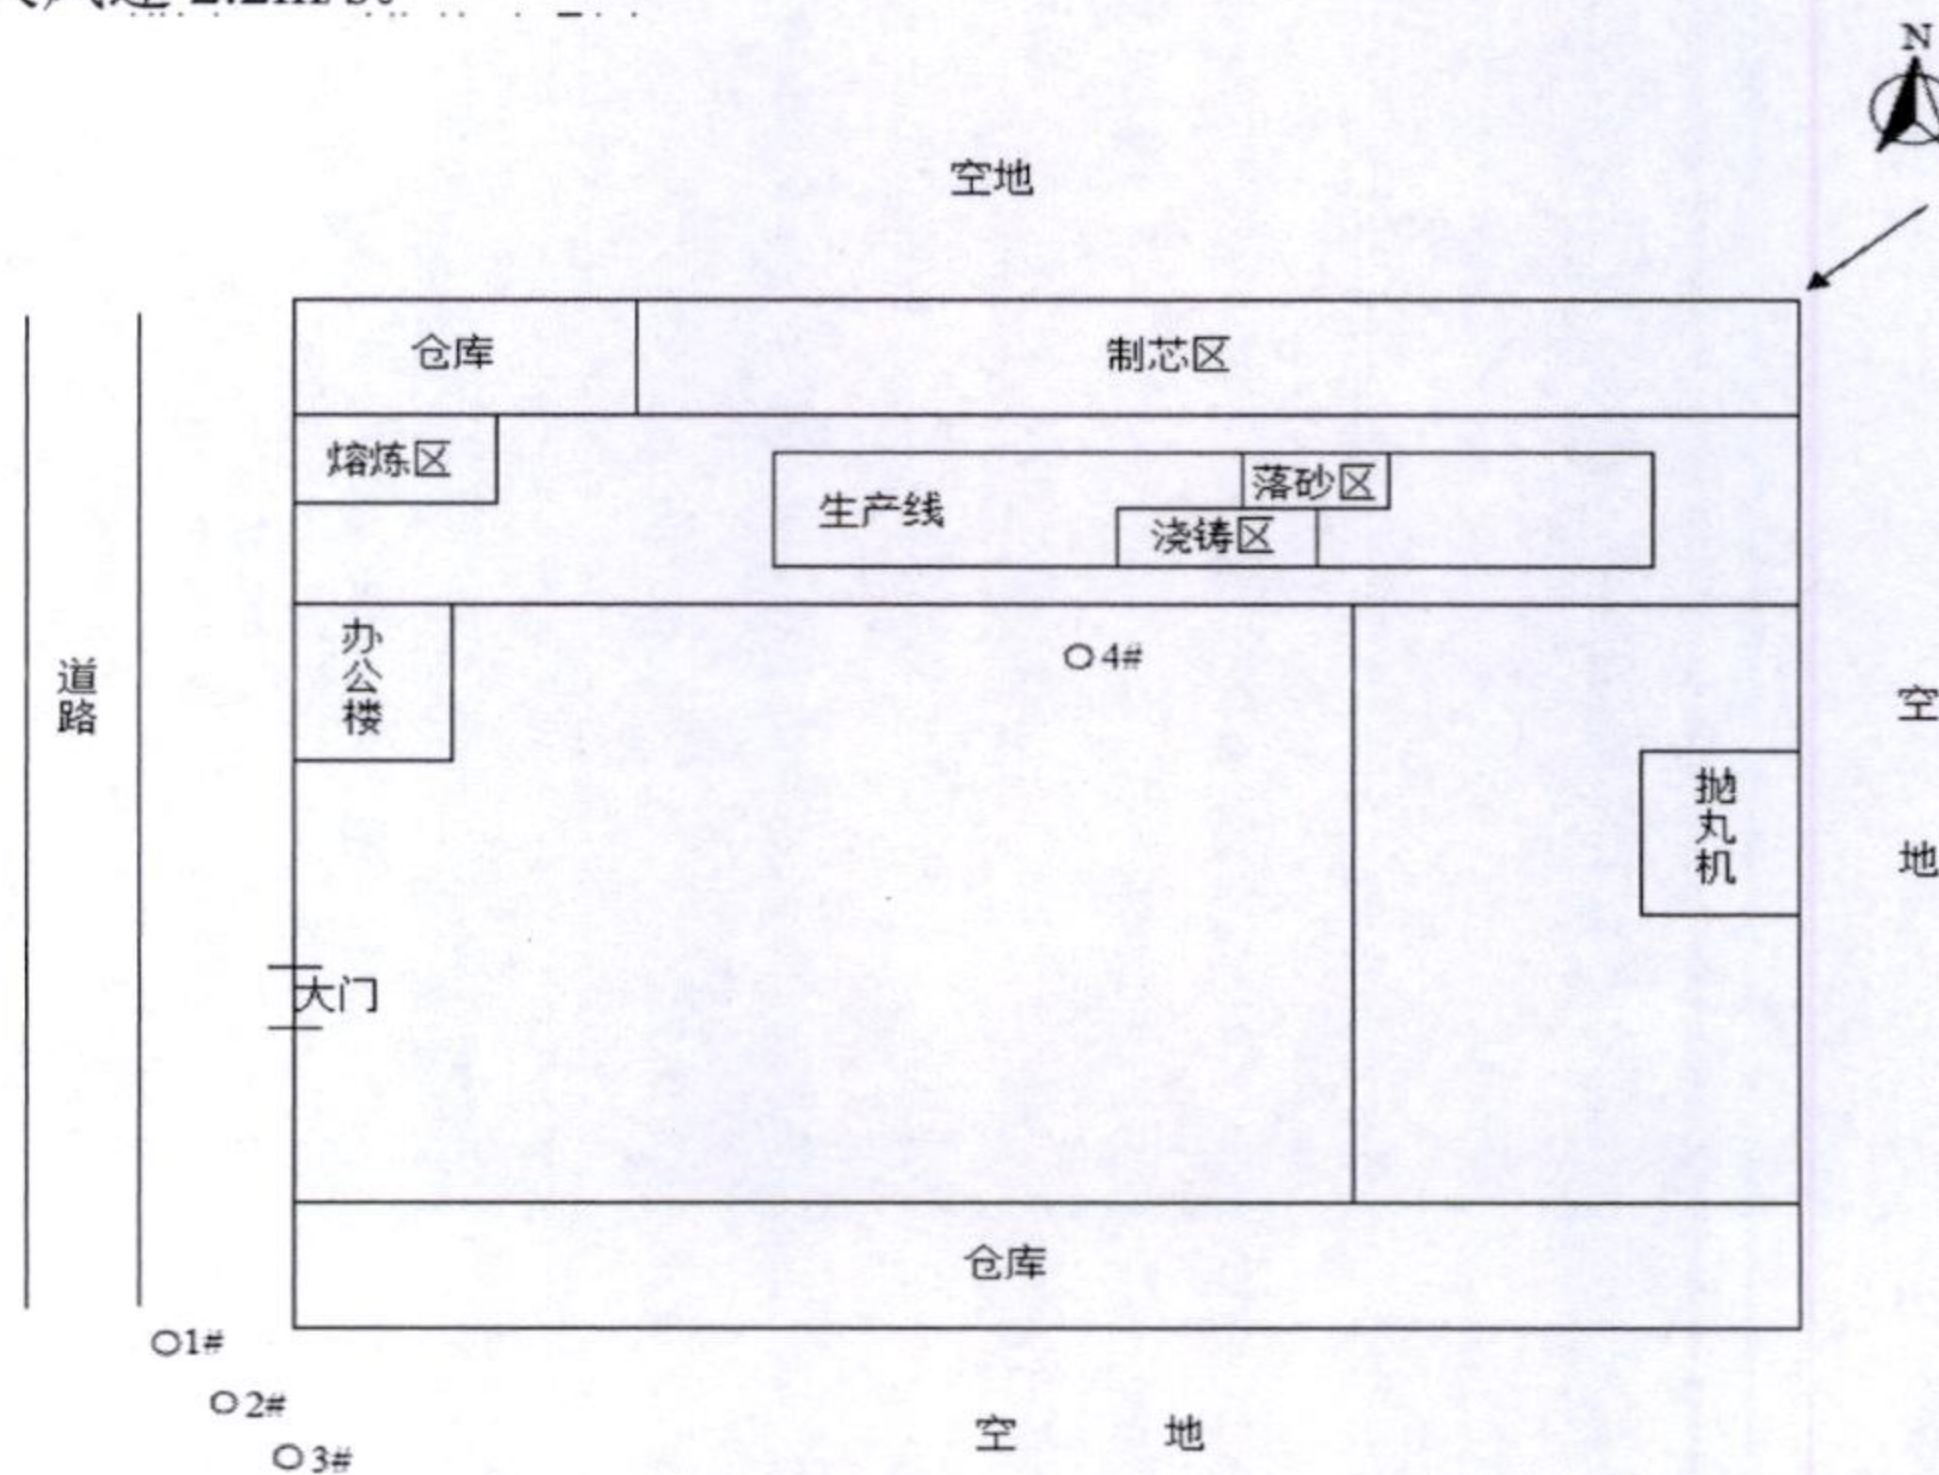 2.2m/s。
N
空地
仓库
制芯区
熔炼区
落砂区
生产线
浇铸区
办公楼
4#
道路
空地
抛丸机
大门
仓库
1#
2#
空地
3#